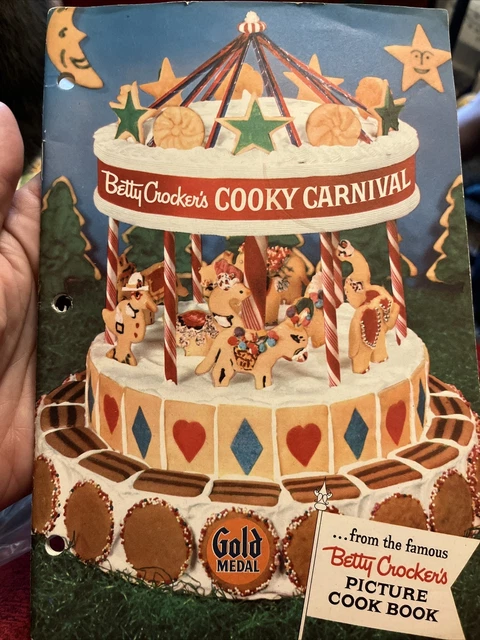 Betty Crocker's COOKY CARNIVAL
Gold
MEDAL
...from the famous
Betty Crocker's
PICTURE
COOK BOOK